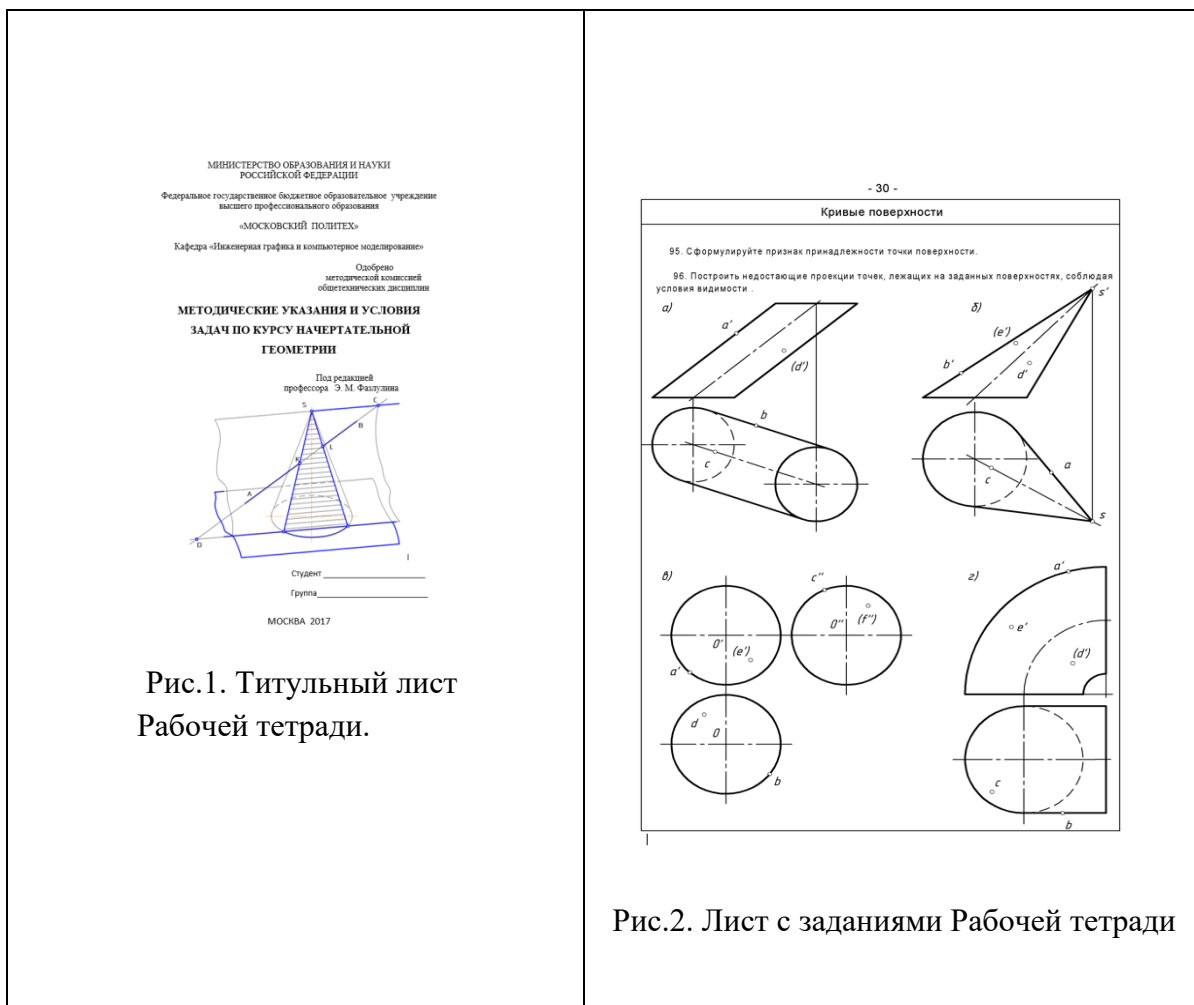 МИНИСТЕРСТВО ОБРАЗОВАНИЯ И НАУКИ
РОССИЙСКОЙ ФЕДЕРАЦИИ
Федеральное государственное бюджетное образовательное учреждение
высшего профессионального образования
«МОСКОВСКИЙ ПОЛИТЕХ»
Кафедра «Инженерная графика и компьютерное моделирование»
Одобрено
методической комиссией
общетехнических дисциплин
МЕТОДИЧЕСКИЕ УКАЗАНИЯ И УСЛОВИЯ
ЗАДАЧ ПО КУРСУ НАЧЕРТАТЕЛЬНОЙ
ГЕОМЕТРИИ
Под редакцией
профессора Э. М. Фазлулина
S
C
B
L
K
A
D
Студент
Группа
МОСКВА 2017
Рис.1. Титульный лист
Рабочей тетради.
- 30 -
Кривые поверхности
95. Сформулируйте признак принадлежности точки поверхности.
96. Построить недостающие проекции точек, лежащих на заданных поверхностях, соблюдая
условия видимости .
а)
a'
(d')
b
c
б)
s'
(e')
b'
d'
a
c
s
в)
c''
0'
(e')
a'
0''
(f'')
d
0
b
г)
a'
e'
(d')
c
b
Рис.2. Лист с заданиями Рабочей тетради